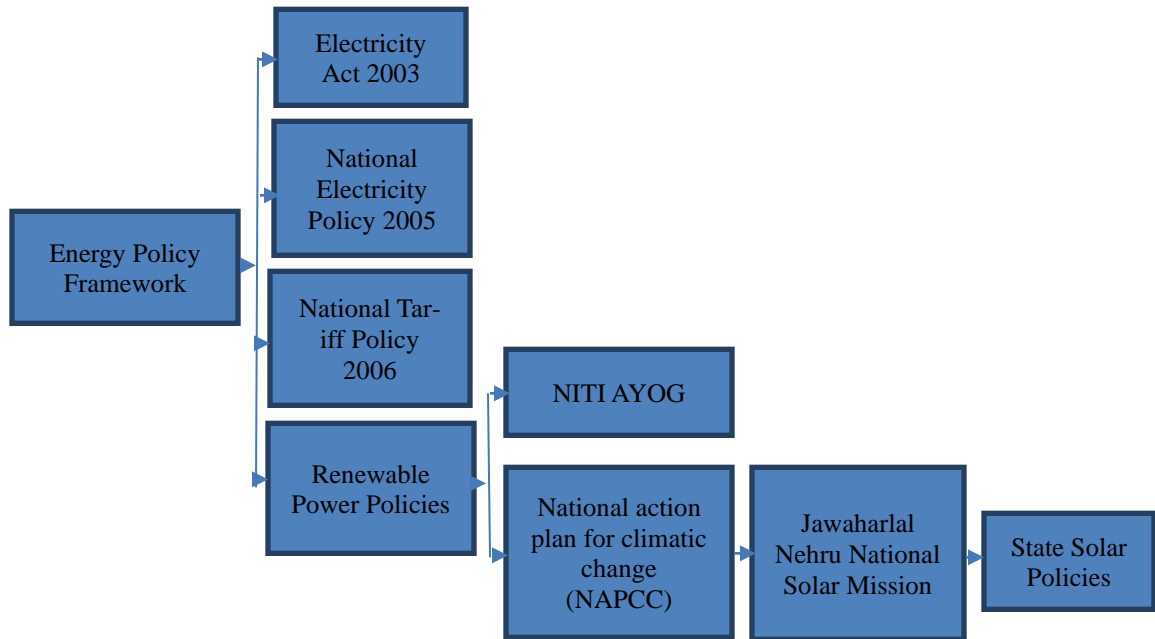 Electricity
Act 2003
National
Electricity
Policy 2005
Energy Policy
Framework
National Tar-
iff Policy
2006
NITI AYOG
Renewable
Power Policies
National action
plan for climatic
change
(NAPCC)
Jawaharlal
Nehru National
Solar Mission
State Solar
Policies